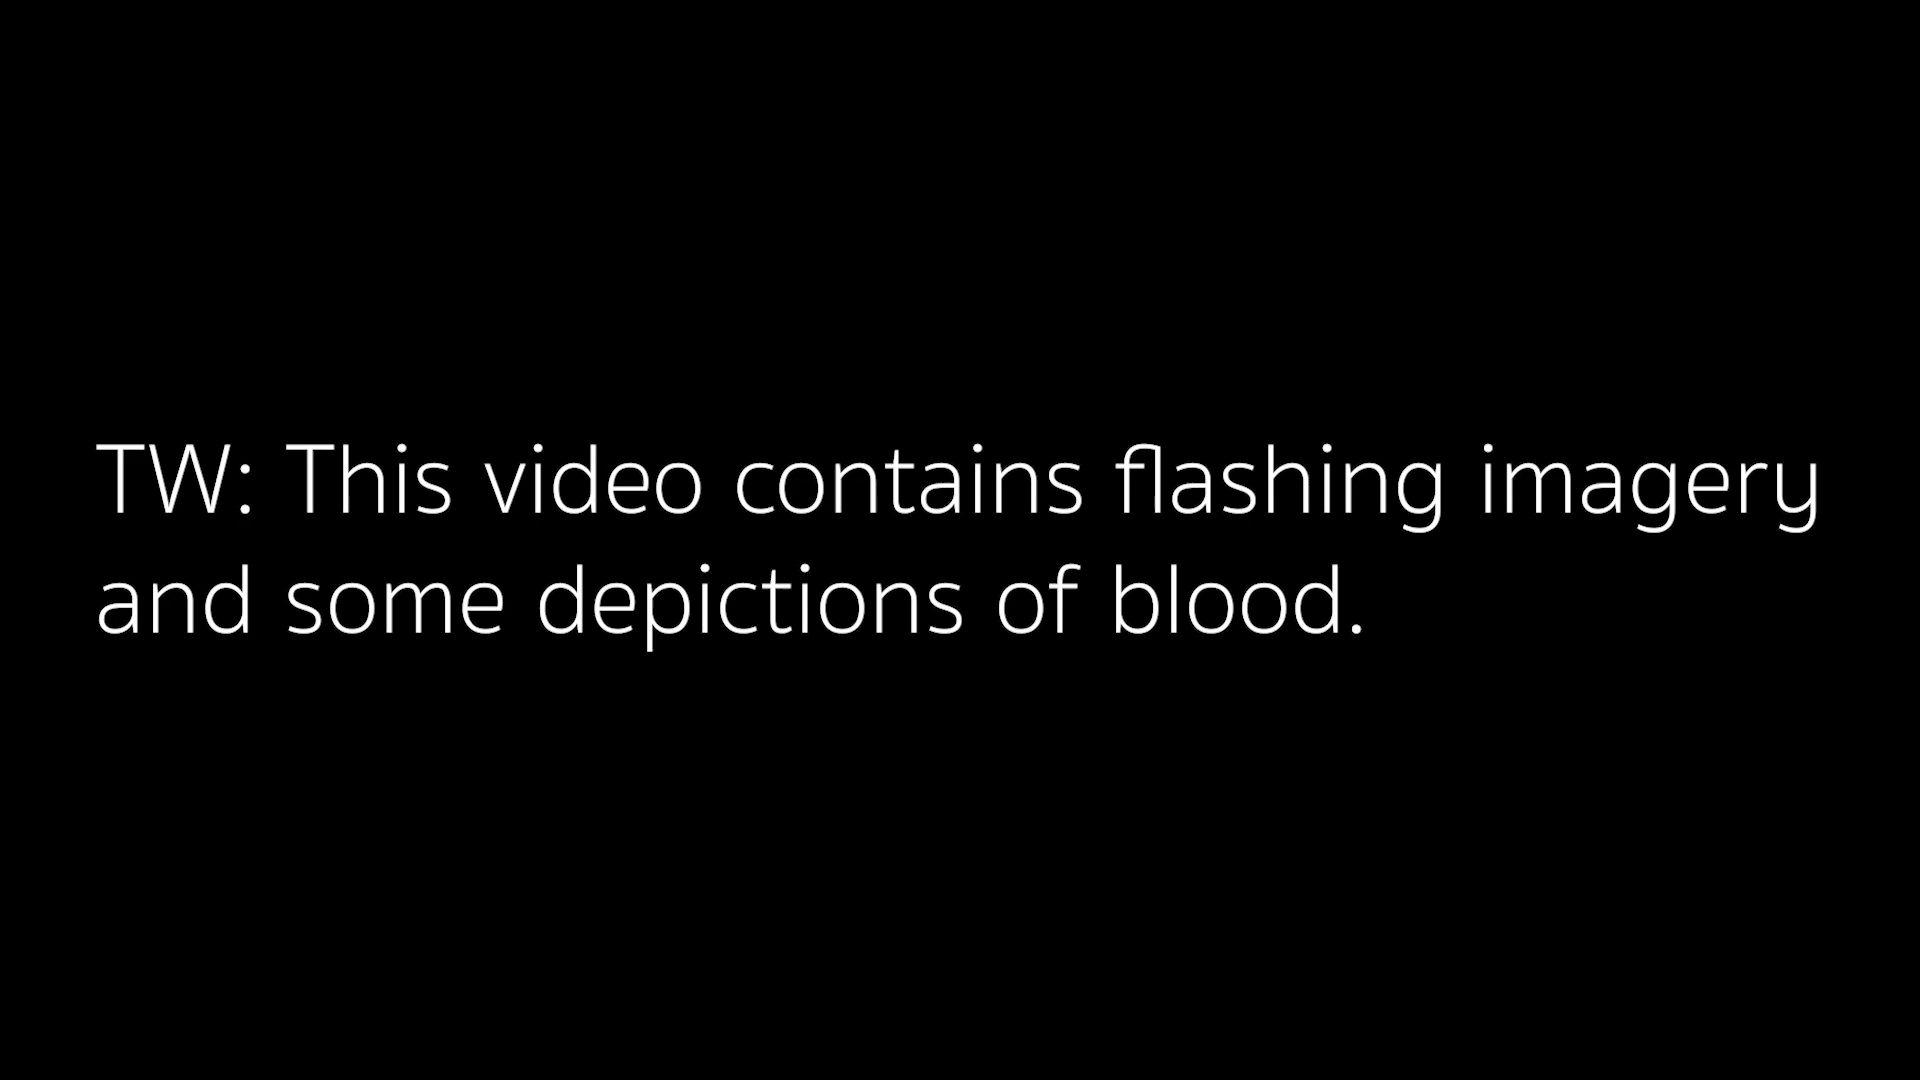 TW: This video contains flashing imagery
and some depictions of blood.